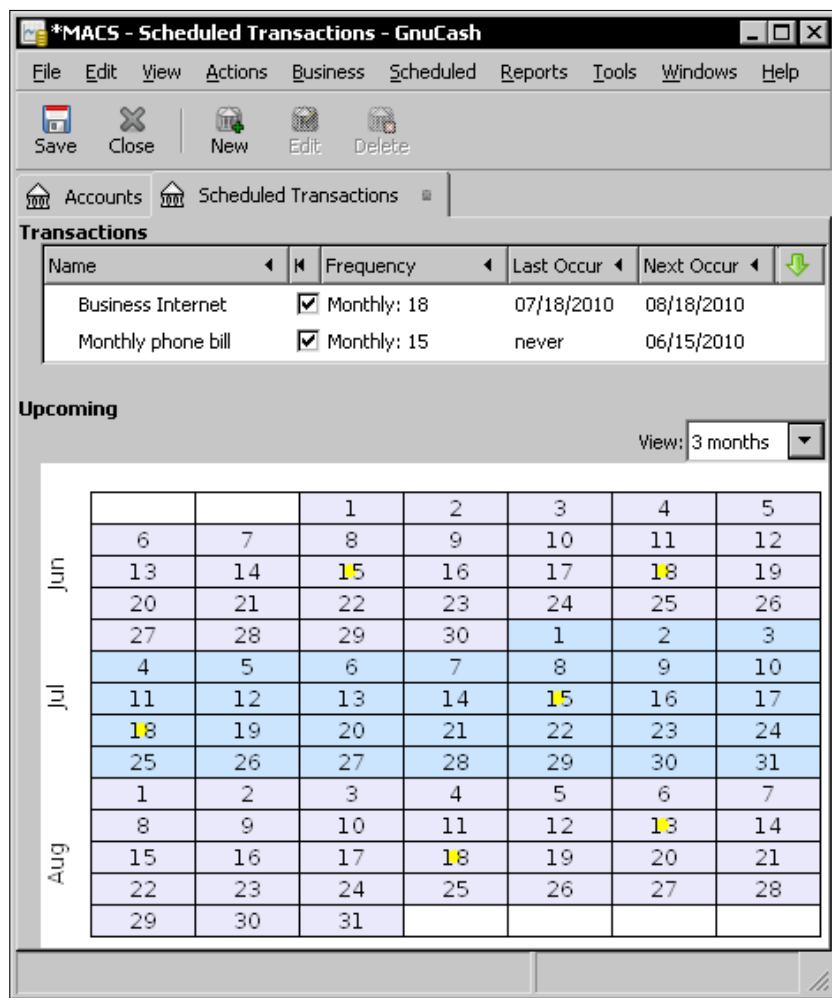 *MACS - Scheduled Transactions - GnuCash
File Edit View Actions Business Scheduled Reports Tools Windows Help
Save Close New Edit Delete
Accounts Scheduled Transactions
Transactions
Name Frequency Last Occur Next Occur
Business Internet Monthly: 18 07/18/2010 08/18/2010
Monthly phone bill Monthly: 15 never 06/15/2010
Upcoming
View: 3 months
1 2 3 4 5
6 7 8 9 10 11 12
Jun 13 14 15 16 17 18 19
20 21 22 23 24 25 26
27 28 29 30 1 2 3
4 5 6 7 8 9 10
Jul 11 12 13 14 15 16 17
18 19 20 21 22 23 24
25 26 27 28 29 30 31
1 2 3 4 5 6 7
8 9 10 11 12 13 14
Aug 15 16 17 18 19 20 21
22 23 24 25 26 27 28
29 30 31